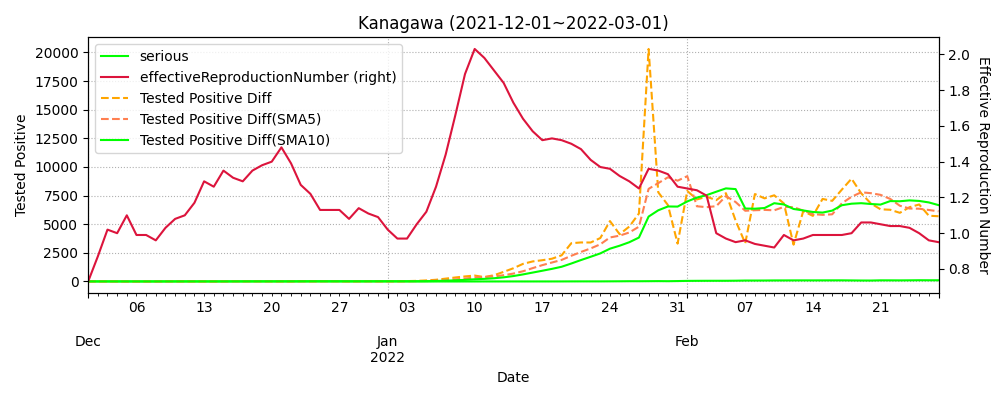 Kanagawa (2021-12-01~2022-03-01)
serious
effectiveReproductionNumber (right)
Tested Positive Diff
Tested Positive Diff(SMA5)
Tested Positive Diff(SMA10)
Tested Positive
20000
17500
15000
12500
10000
7500
5000
2500
0
Effective Reproduction Number
2.0
1.8
1.6
1.4
1.2
1.0
0.8
06 13 20 27 03 10 17 24 31 07 14 21
Dec Jan Feb
2022
Date